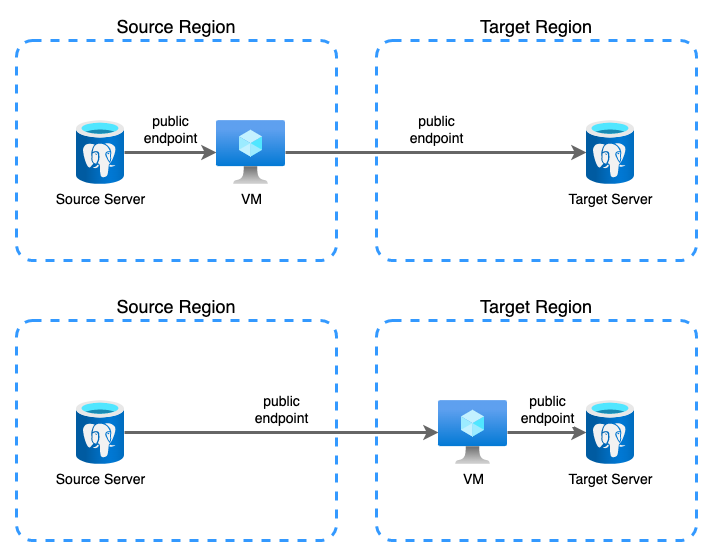 Source Region
Target Region
public
endpoint
public
endpoint
Source Server
VM
Target Server
Source Region
Target Region
public
endpoint
public
endpoint
Source Server
VM
Target Server